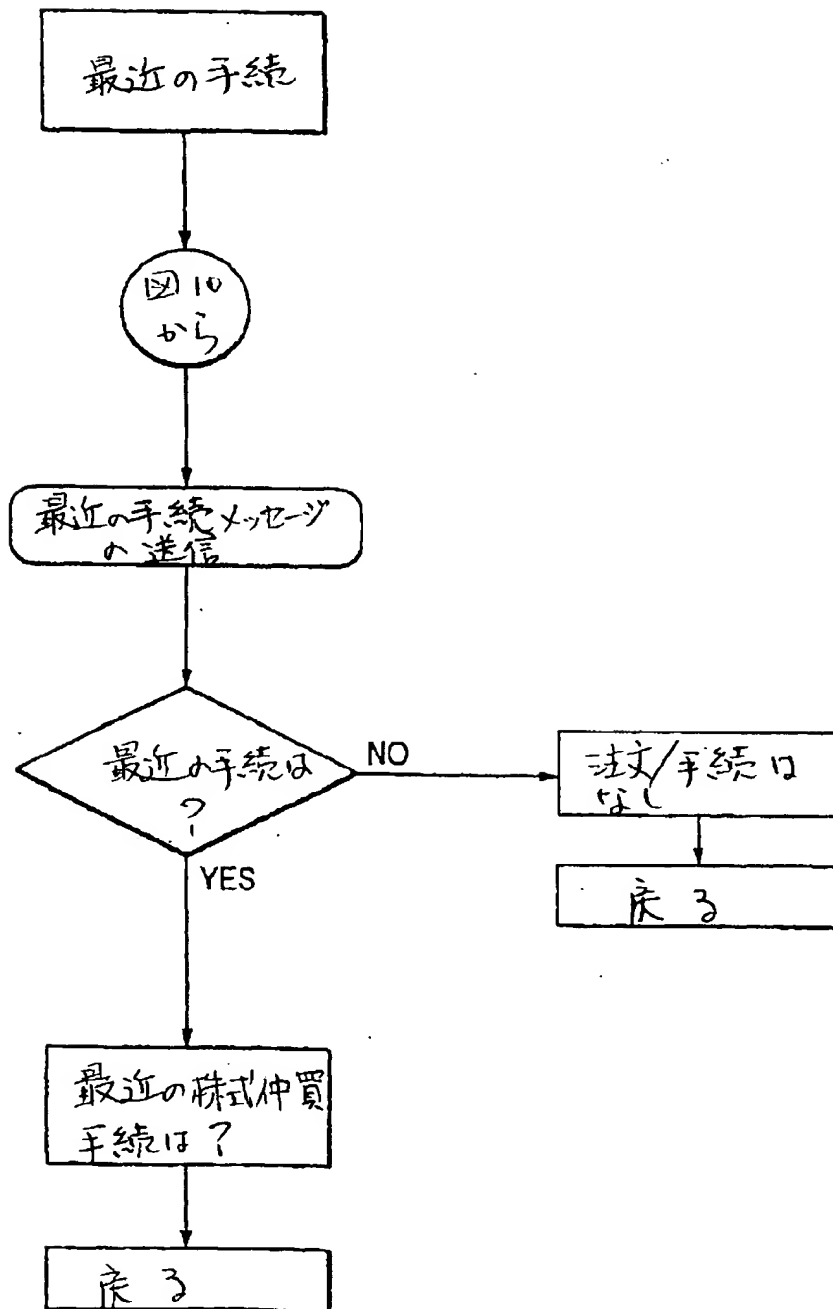 最近の手続
図10
から
最近の手続メッセージ
の送信
最近の手続は
?
NO
YES
注文/手続は
なし
戻る
最近の株式仲買
手続は?
戻る